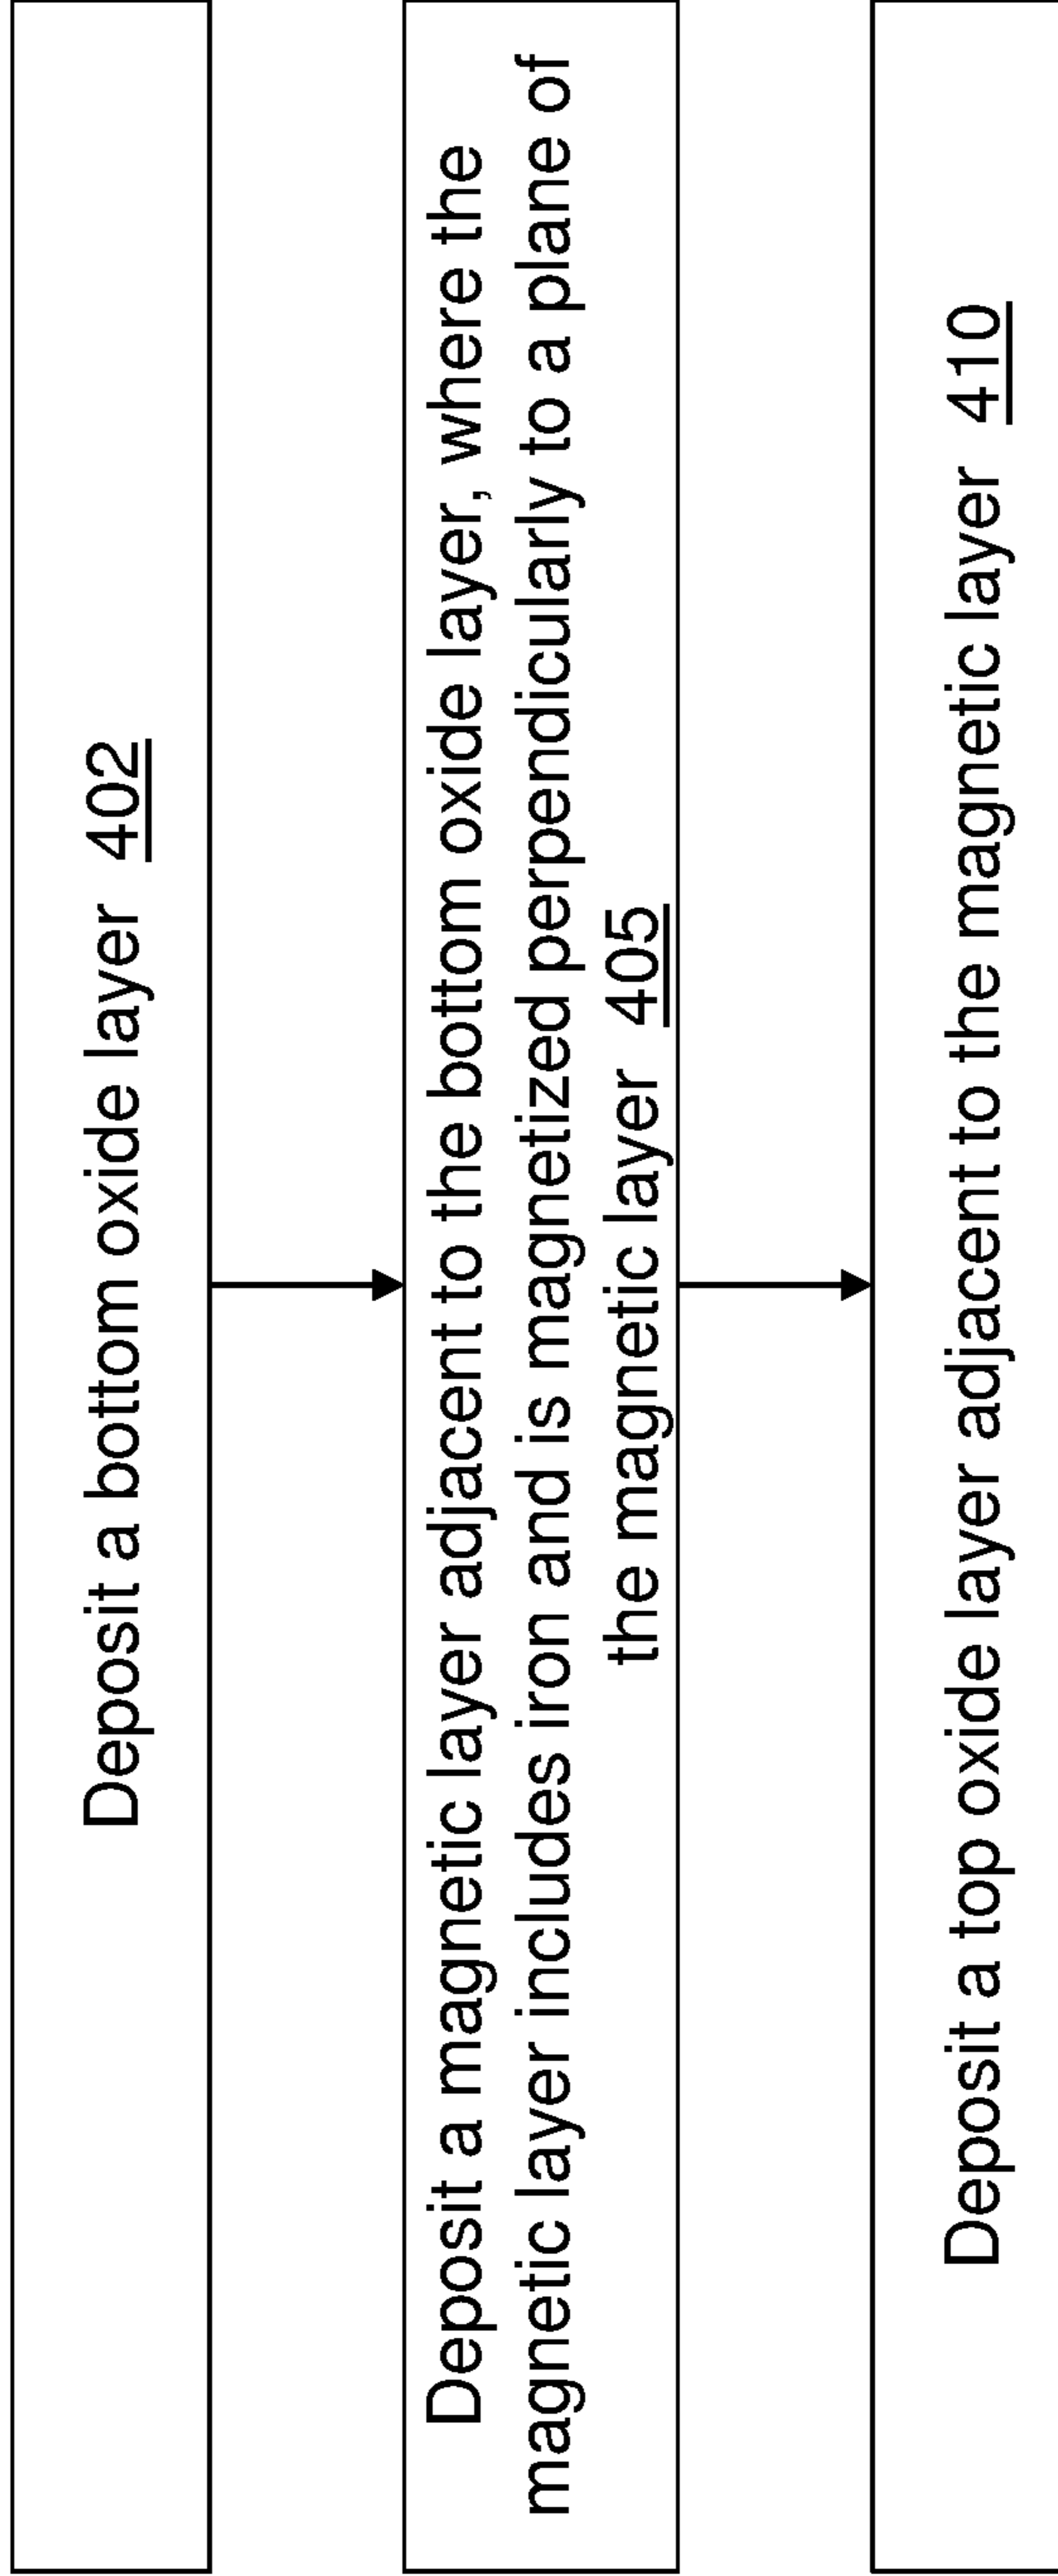 Deposit a bottom oxide layer 402
Deposit a magnetic layer adjacent to the bottom oxide layer, where the
magnetic layer includes iron and is magnetized perpendicularly to a plane of
the magnetic layer 405
Deposit a top oxide layer adjacent to the magnetic layer 410